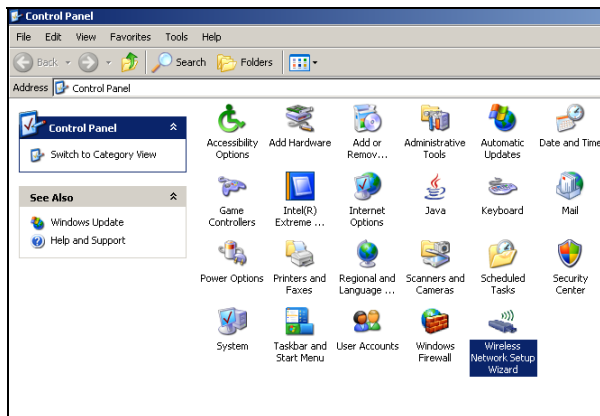 Control Panel
File Edit View Favorites Tools Help
Back Search Folders
Address Control Panel
Control Panel
Switch to Category View
See Also
Windows Update
Help and Support
Accessibility Options
Add Hardware
Add or Remov...
Administrative Tools
Automatic Updates
Date and Time
Game Controllers
Intel(R) Extreme ...
Internet Options
Java
Keyboard
Mail
Power Options
Printers and Faxes
Regional and Language ...
Scanners and Cameras
Scheduled Tasks
Security Center
System
Taskbar and Start Menu
User Accounts
Windows Firewall
Wireless Network Setup Wizard